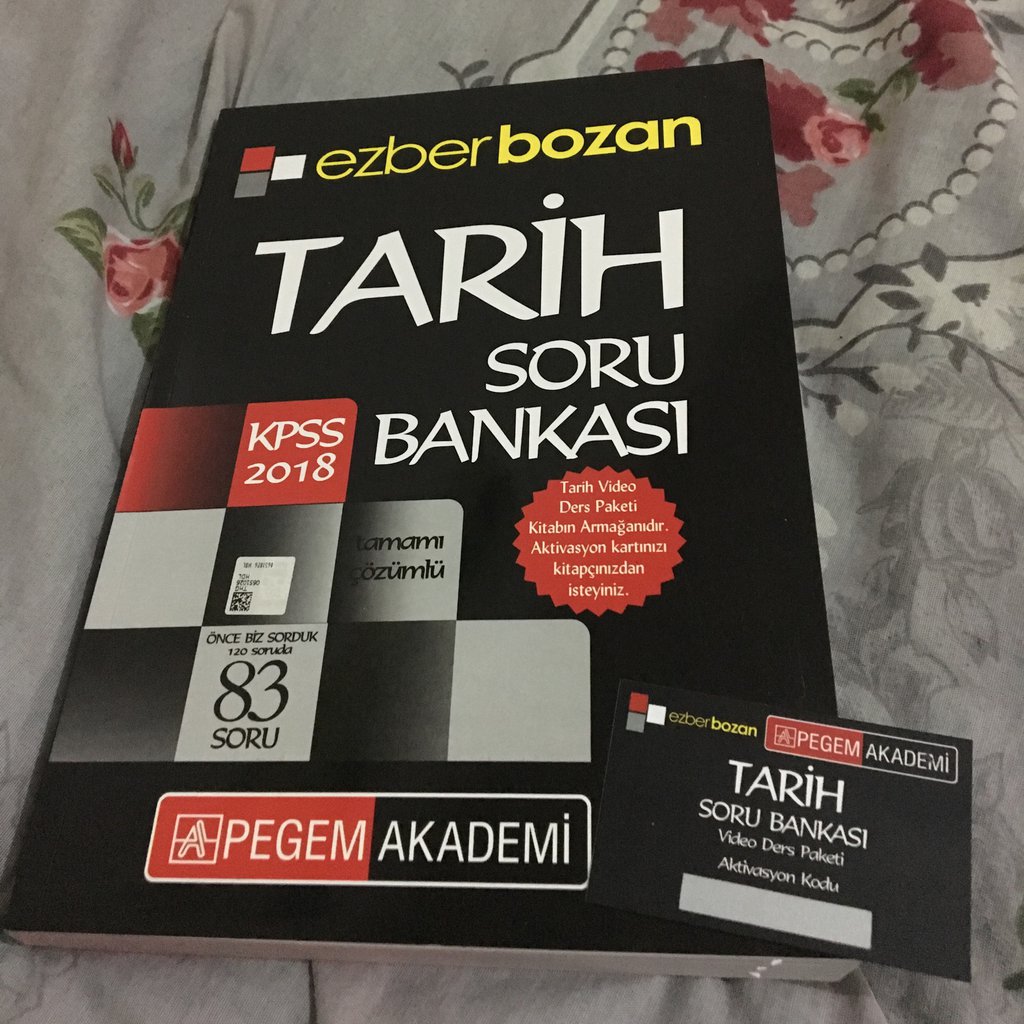 ezberbozan
TARİH
SORU
BANKASI
KPSS
2018
tamamı
çözümlü
Tarih Video
Ders Paketi
Kitabın Armağanıdır.
Aktivasyon kartınızı
kitapçınızdan
isteyiniz.
ÖNCE BİZ SORDUK
120 soruda
83
SORU
PEGEM AKADEMİ
ezberbozan
PEGEM AKADEMİ
TARİH
SORU BANKASI
Video Ders Paketi
Aktivasyon Kodu